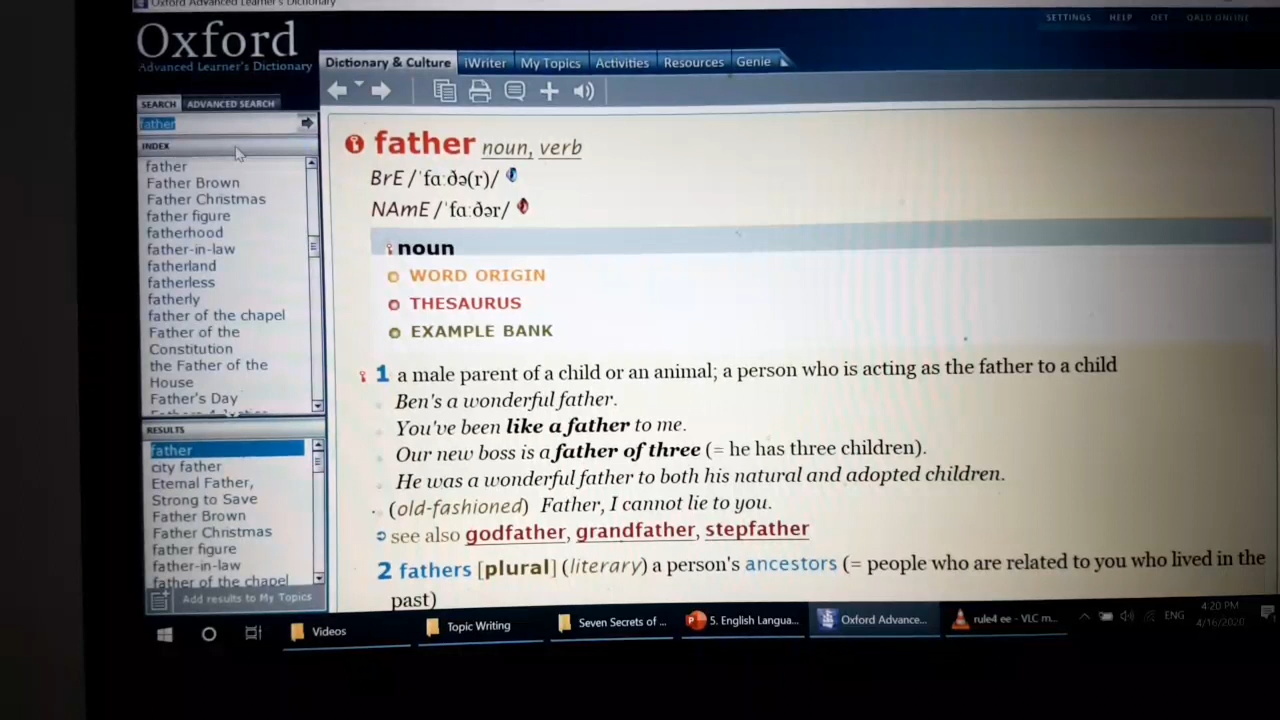 Oxford Advanced Learner's Dictionary
SETTINGS HELP OET OALD ONLINE
Oxford
Advanced Learner's Dictionary
Dictionary & Culture iWriter My Topics Activities Resources Genie
SEARCH ADVANCED SEARCH
father
INDEX
father
Father Brown
Father Christmas
father figure
fatherhood
father-in-law
fatherland
fatherless
fatherly
father of the chapel
Father of the
Constitution
the Father of the
House
Father's Day
RESULTS
father
city father
Eternal Father,
Strong to Save
Father Brown
Father Christmas
father figure
father-in-law
father of the chapel
Add results to My Topics
father noun, verb
BrE /ˈfɑːðə(r)/
NAmE /ˈfɑːðər/
noun
WORD ORIGIN
THESAURUS
EXAMPLE BANK
1 a male parent of a child or an animal; a person who is acting as the father to a child
Ben's a wonderful father.
You've been like a father to me.
Our new boss is a father of three (= he has three children).
He was a wonderful father to both his natural and adopted children.
(old-fashioned) Father, I cannot lie to you.
see also godfather, grandfather, stepfather
2 fathers [plural] (literary) a person's ancestors (= people who are related to you who lived in the
past)
Videos Topic Writing Seven Secrets of ... 5. English Langua... Oxford Advance... rule4 ee - VLC m... ENG 4:20 PM
4/16/2020